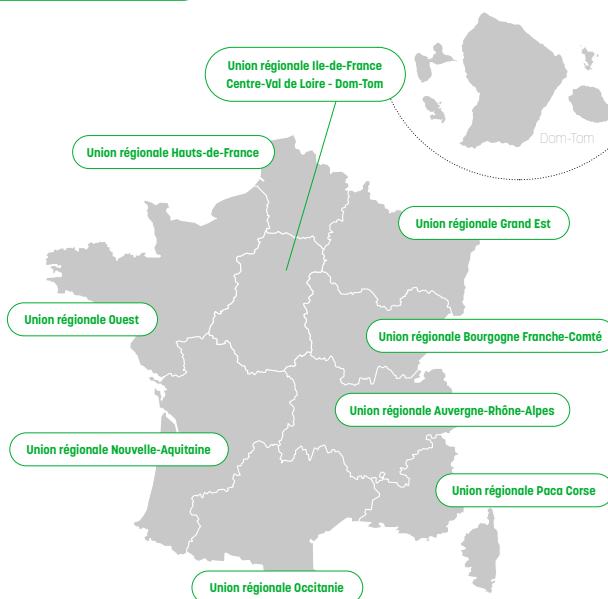 Union régionale Ile-de-France
Centre-Val de Loire - Dom-Tom
Dom-Tom
Union régionale Hauts-de-France
Union régionale Grand Est
Union régionale Ouest
Union régionale Bourgogne Franche-Comté
Union régionale Auvergne-Rhône-Alpes
Union régionale Nouvelle-Aquitaine
Union régionale Paca Corse
Union régionale Occitanie